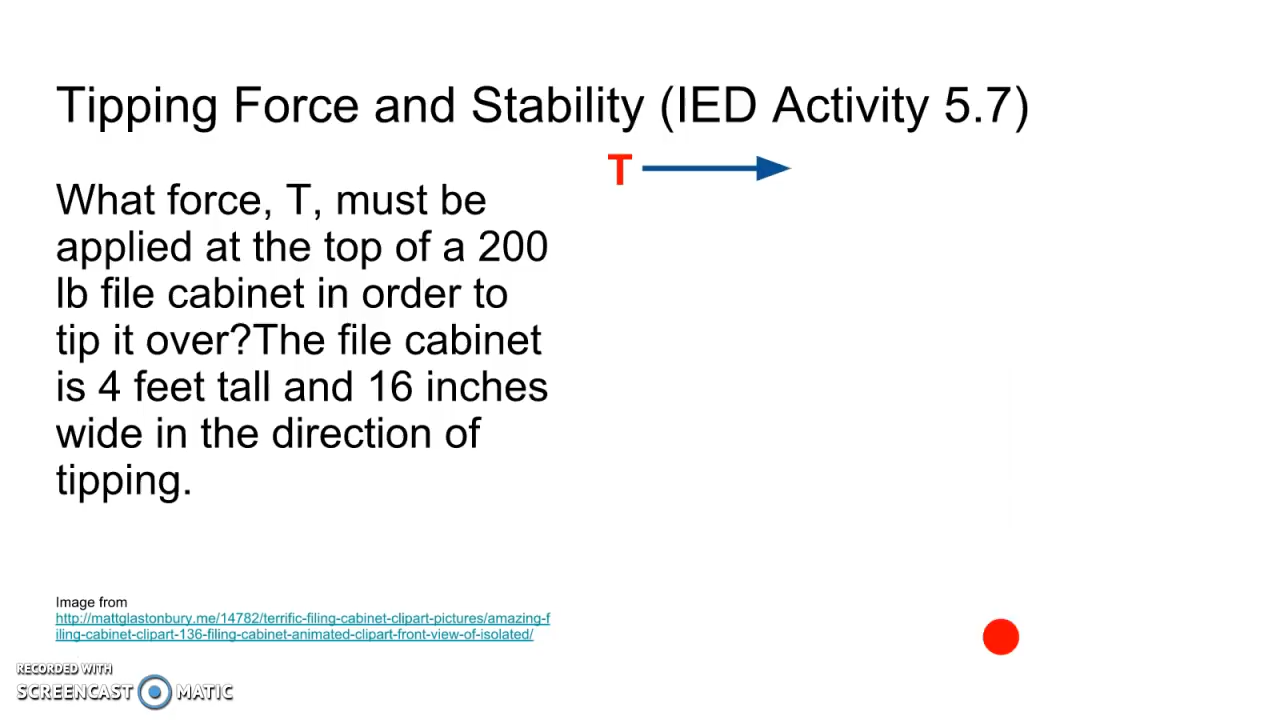 Tipping Force and Stability (IED Activity 5.7)
T
What force, T, must be
applied at the top of a 200
lb file cabinet in order to
tip it over?The file cabinet
is 4 feet tall and 16 inches
wide in the direction of
tipping.
Image from
http://mattglastonbury.me/14782/terrific-filing-cabinet-clipart-pictures/amazing-f
iling-cabinet-clipart-136-filing-cabinet-animated-clipart-front-view-of-isolated/
RECORDED WITH
SCREENCAST MATIC